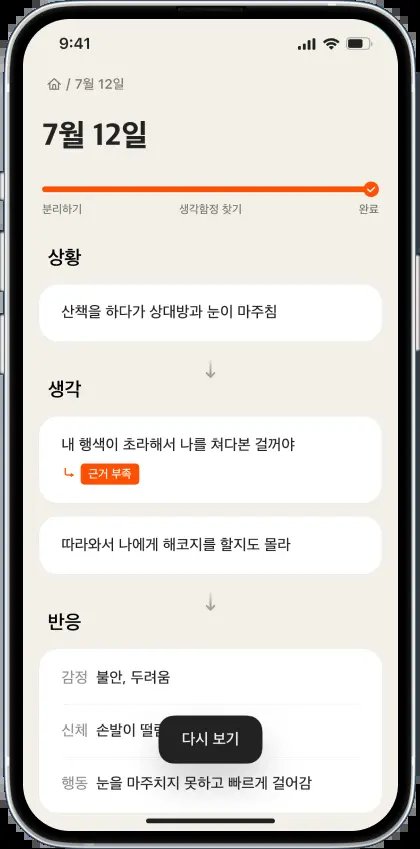 9:41
/ 7월 12일
7월 12일
분리하기 생각함정 찾기 완료
상황
산책을 하다가 상대방과 눈이 마주침
생각
내 행색이 초라해서 나를 쳐다본 걸꺼야
근거 부족
따라와서 나에게 해코지를 할지도 몰라
반응
감정 불안, 두려움
신체 손발이
다시 보기
행동 눈을 마주치지 못하고 빠르게 걸어감